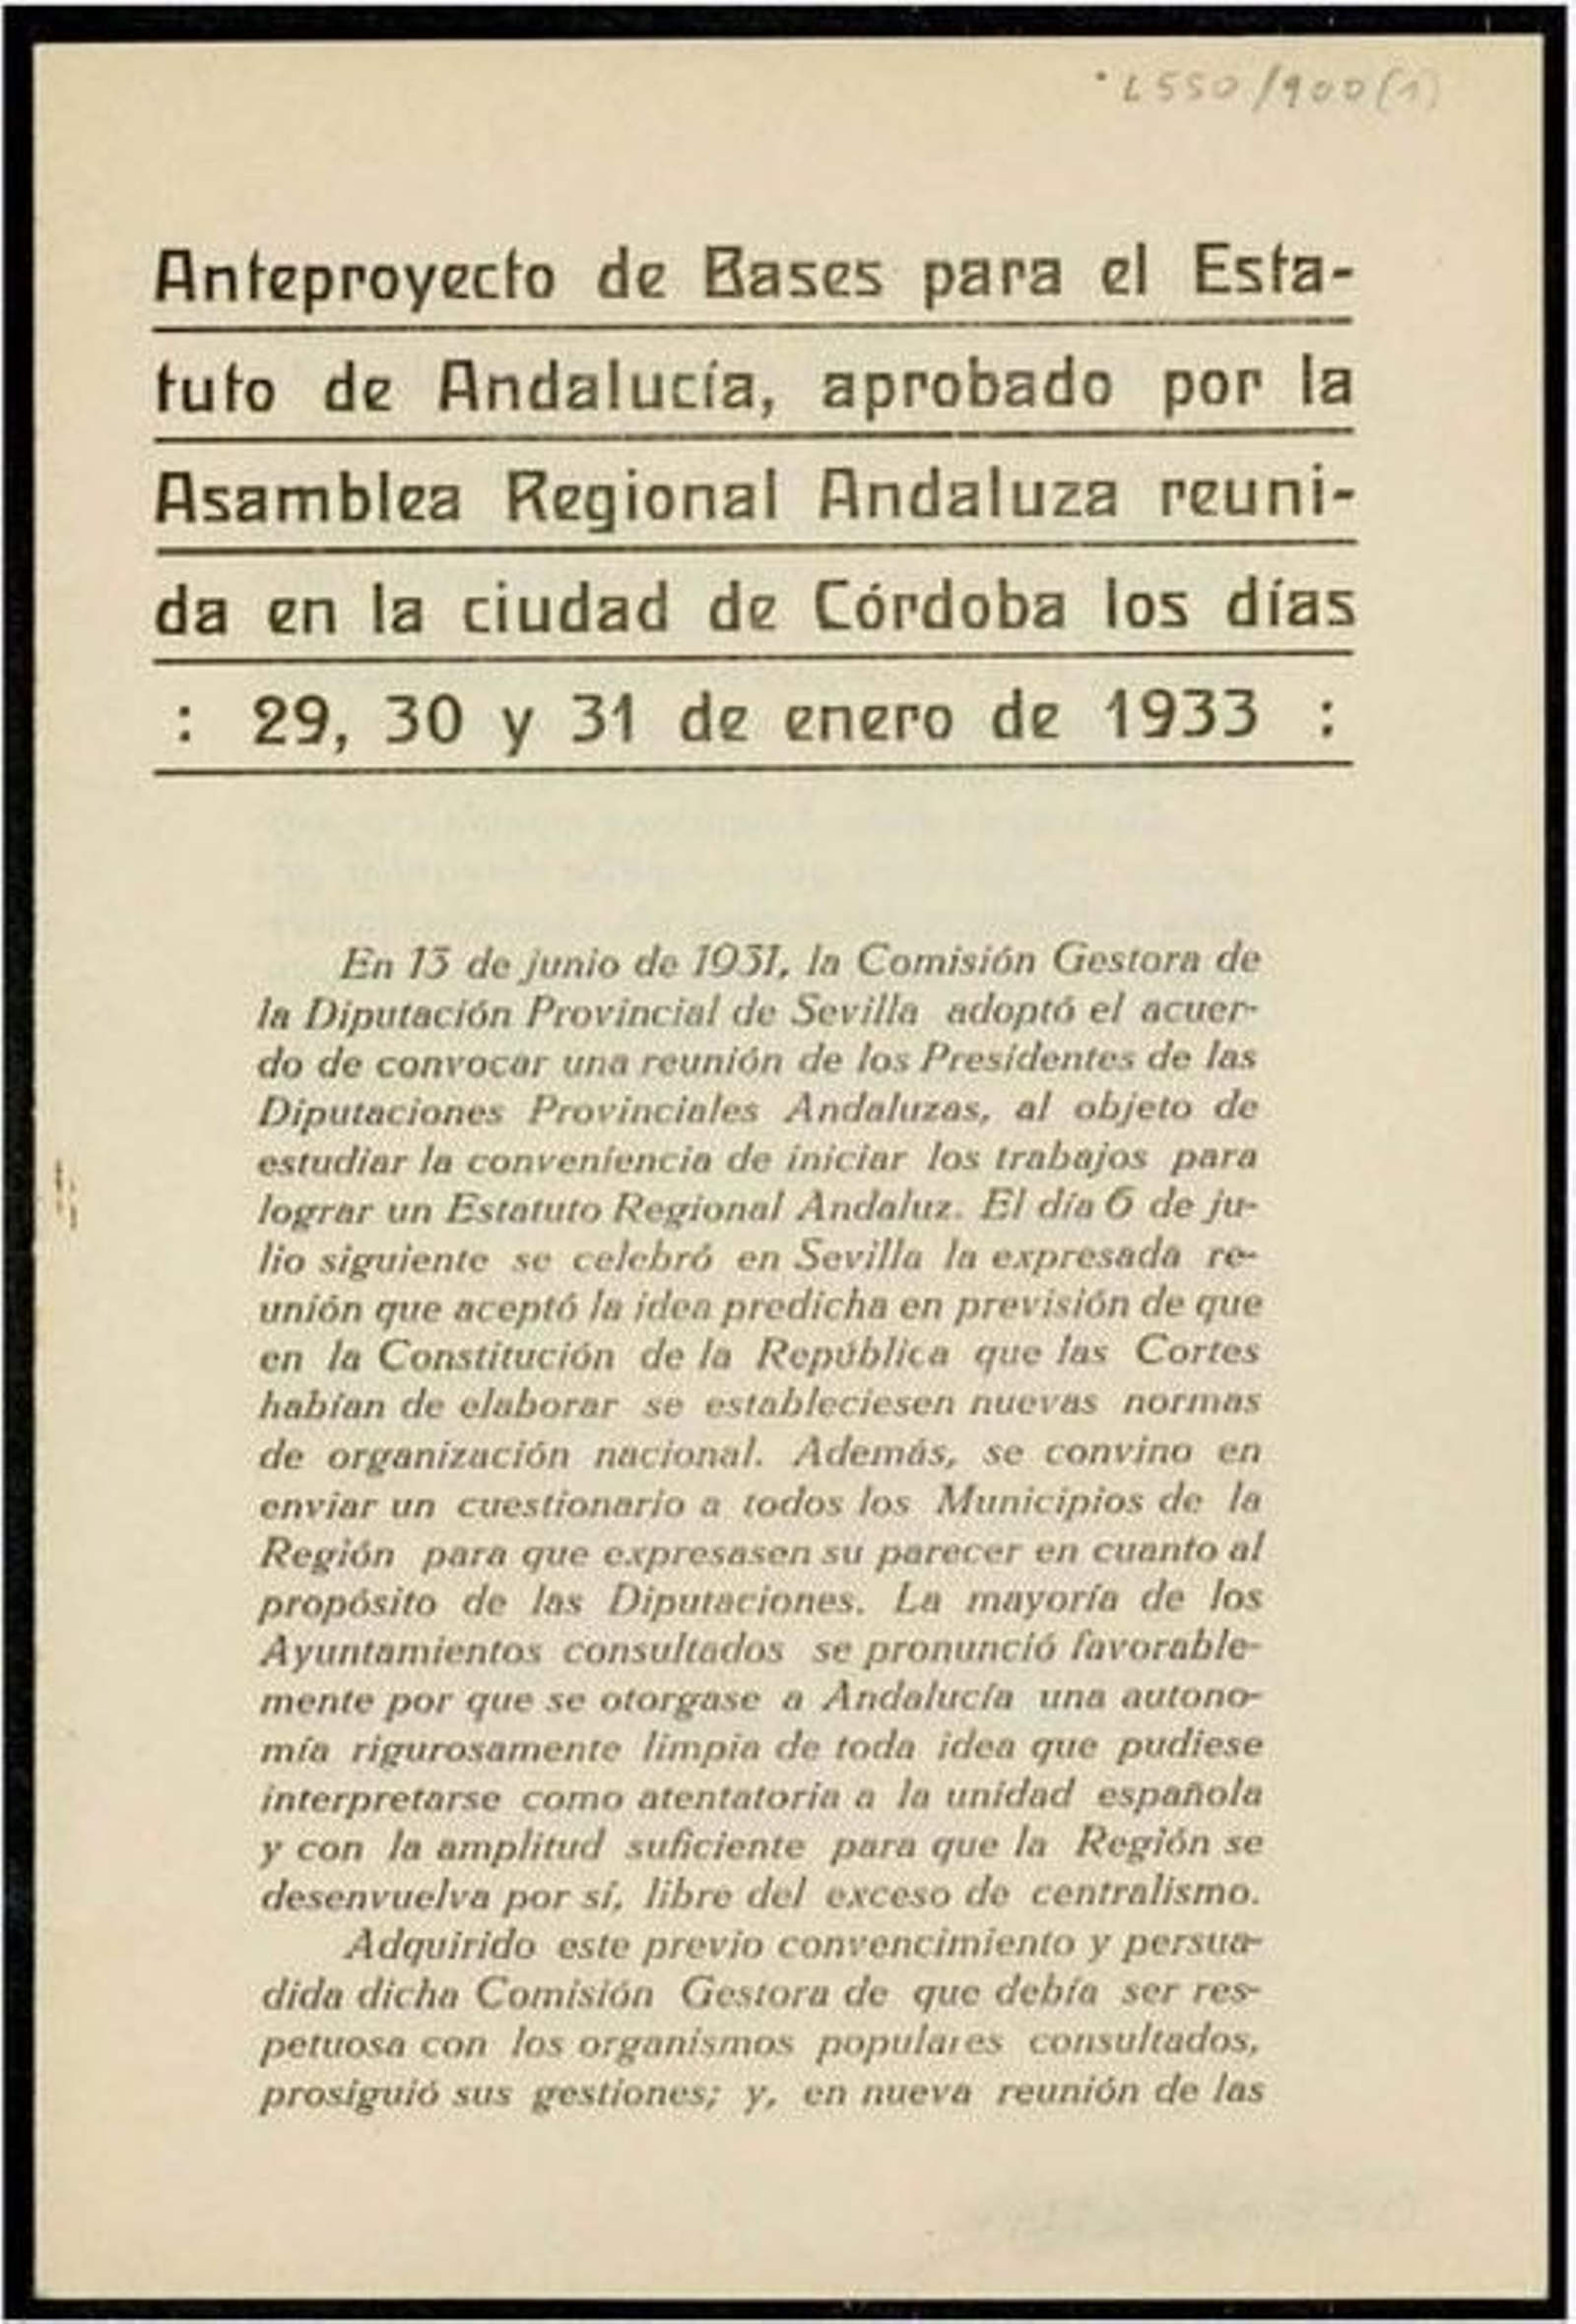 L550/900(1)
Anteproyecto de Bases para el Esta-
tuto de Andalucía, aprobado por la
Asamblea Regional Andaluza reuni-
da en la ciudad de Córdoba los días
: 29, 30 y 31 de enero de 1933 :
En 13 de junio de 1931, la Comisión Gestora de
la Diputación Provincial de Sevilla adoptó el acuer-
do de convocar una reunión de los Presidentes de las
Diputaciones Provinciales Andaluzas, al objeto de
estudiar la conveniencia de iniciar los trabajos para
lograr un Estatuto Regional Andaluz. El día 6 de ju-
lio siguiente se celebró en Sevilla la expresada re-
unión que aceptó la idea predicha en previsión de que
en la Constitución de la República que las Cortes
habían de elaborar se estableciesen nuevas normas
de organización nacional. Además, se convino en
enviar un cuestionario a todos los Municipios de la
Región para que expresasen su parecer en cuanto al
propósito de las Diputaciones. La mayoría de los
Ayuntamientos consultados se pronunció favorable-
mente por que se otorgase a Andalucía una autono-
mía rigurosamente limpia de toda idea que pudiese
interpretarse como atentatoria a la unidad española
y con la amplitud suficiente para que la Región se
desenvuelva por sí, libre del exceso de centralismo.
Adquirido este previo convencimiento y persua-
dida dicha Comisión Gestora de que debía ser res-
petuosa con los organismos populares consultados,
prosiguió sus gestiones; y, en nueva reunión de las